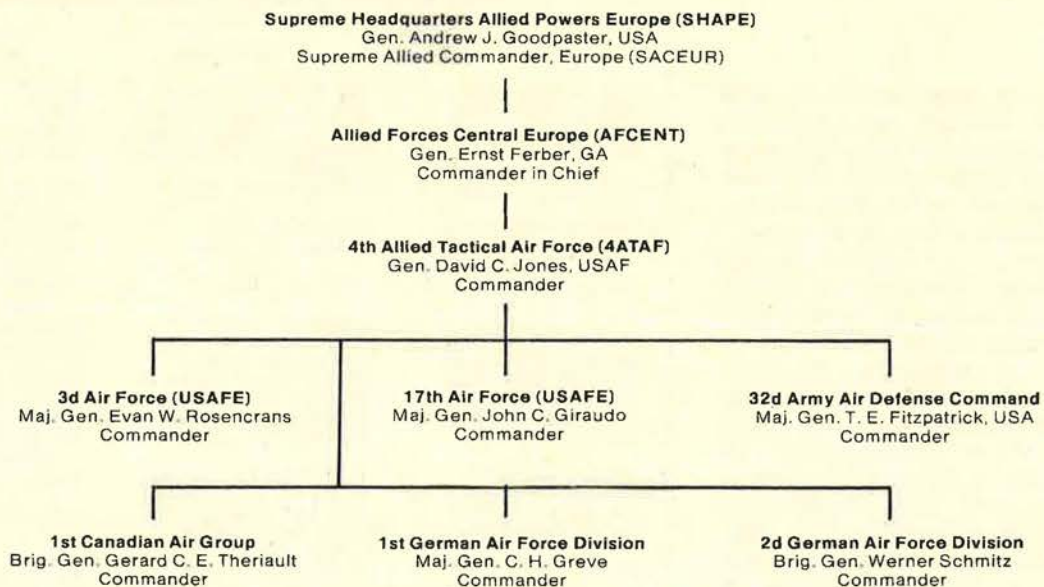 Supreme Headquarters Allied Powers Europe (SHAPE)
Gen. Andrew J. Goodpaster, USA
Supreme Allied Commander, Europe (SACEUR)
Allied Forces Central Europe (AFCENT)
Gen. Ernst Ferber, GA
Commander in Chief
4th Allied Tactical Air Force (4ATAF)
Gen. David C. Jones, USAF
Commander
3d Air Force (USAFE)
Maj. Gen. Evan W. Rosencrans
Commander
17th Air Force (USAFE)
Maj. Gen. John C. Giraudo
Commander
32d Army Air Defense Command
Maj. Gen. T. E. Fitzpatrick, USA
Commander
1st Canadian Air Group
Brig. Gen. Gerard C. E. Theriault
Commander
1st German Air Force Division
Maj. Gen. C. H. Greve
Commander
2d German Air Force Division
Brig. Gen. Werner Schmitz
Commander